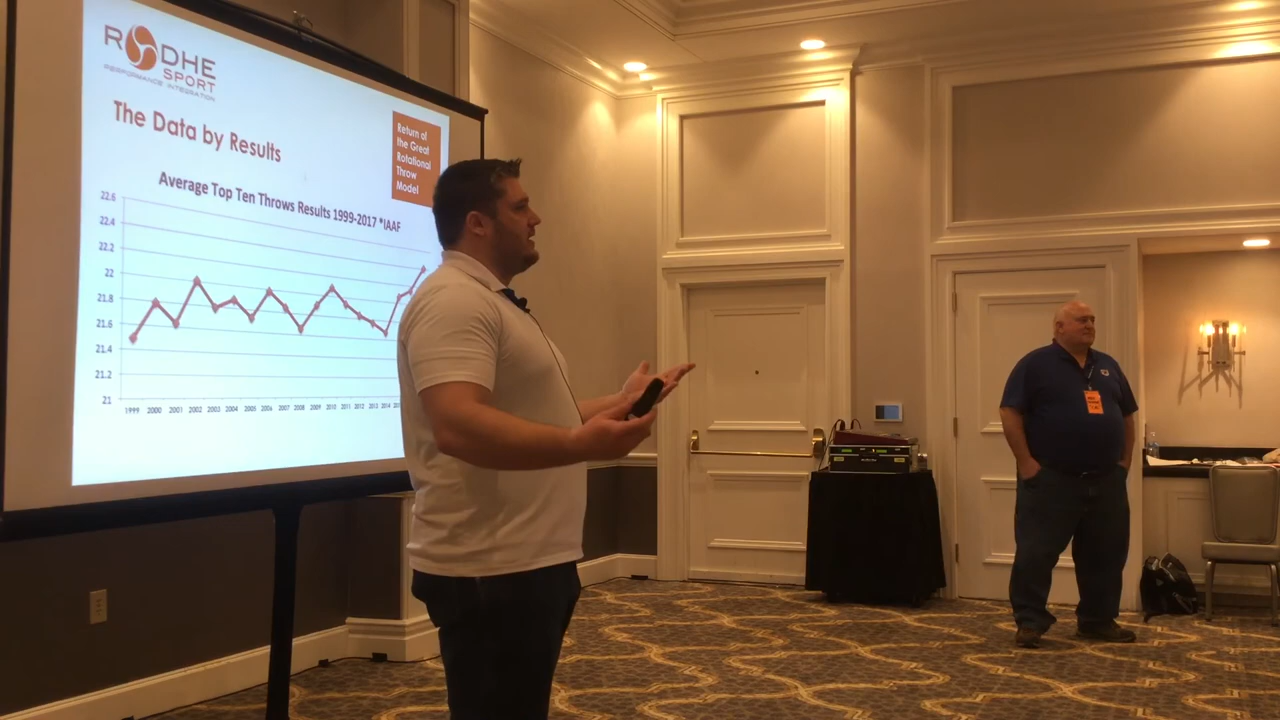 RODHE
SPORT
PERFORMANCE INTEGRATION
The Data by Results
Return of
the Great
Rotational
Throw
Model
Average Top Ten Throws Results 1999-2017 *IAAF
22.6
22.4
22.2
22
21.8
21.6
21.4
21.2
21
1999 2000 2001 2002 2003 2004 2005 2006 2007 2008 2009 2010 2011 2012 2013 2014